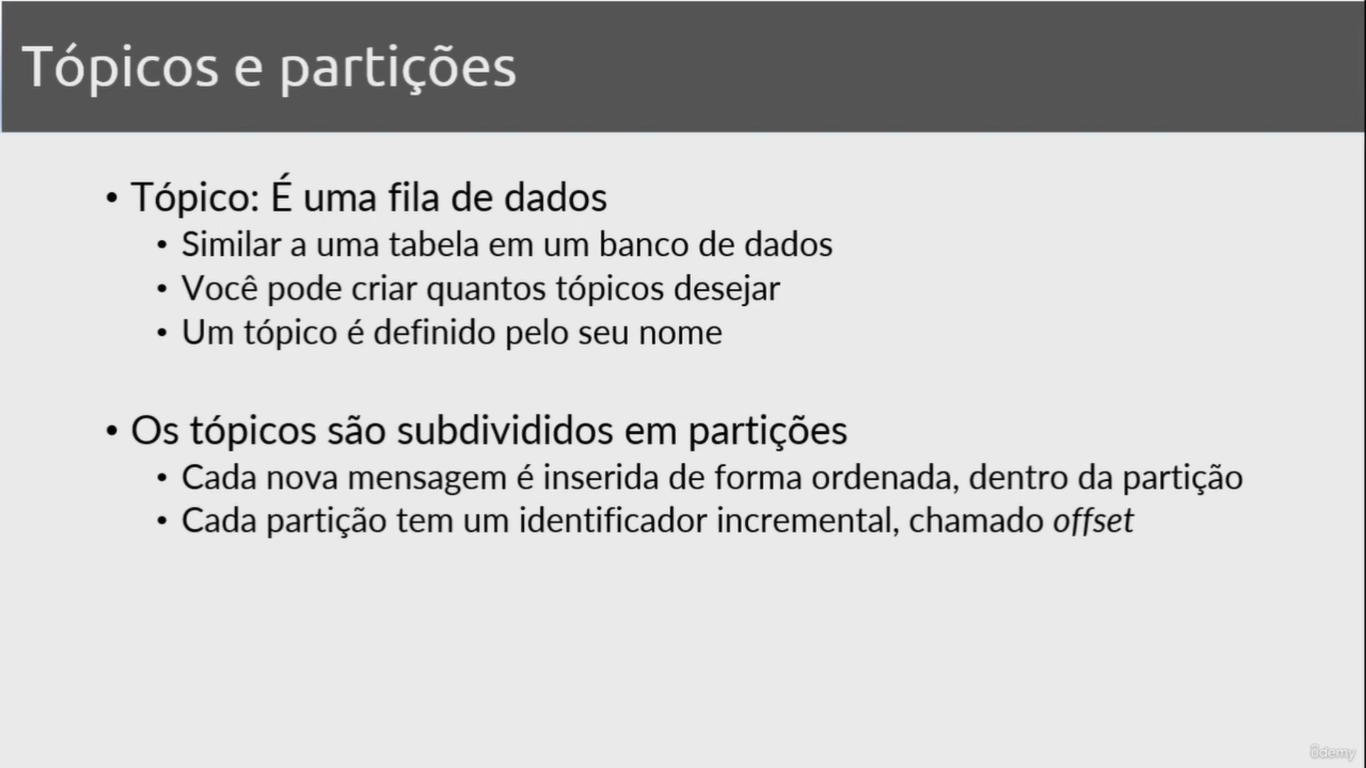 Tópicos e partições
• Tópico: É uma fila de dados
• Similar a uma tabela em um banco de dados
• Você pode criar quantos tópicos desejar
• Um tópico é definido pelo seu nome
• Os tópicos são subdivididos em partições
• Cada nova mensagem é inserida de forma ordenada, dentro da partição
• Cada partição tem um identificador incremental, chamado offset
ûdemy